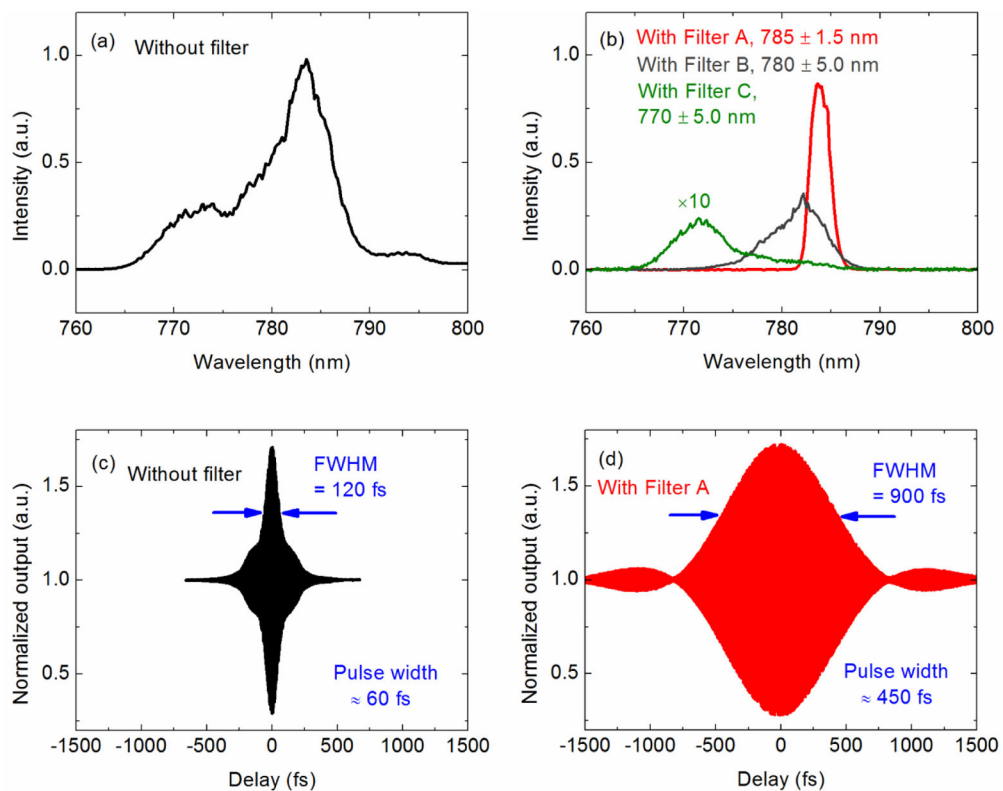 (a)
Without filter
1.0
0.5
0.0
Intensity (a.u.)
760 770 780 790 800
Wavelength (nm)
(b)
With Filter A, 785 ± 1.5 nm
With Filter B, 780 ± 5.0 nm
With Filter C,
770 ± 5.0 nm
×10
1.0
0.5
0.0
Intensity (a.u.)
760 770 780 790 800
Wavelength (nm)
(c)
Without filter
FWHM
= 120 fs
Pulse width
≈ 60 fs
1.5
1.0
0.5
Normalized output (a.u.)
-1500 -1000 -500 0 500 1000 1500
Delay (fs)
(d)
With Filter A
FWHM
= 900 fs
Pulse width
≈ 450 fs
1.5
1.0
0.5
Normalized output (a.u.)
-1500 -1000 -500 0 500 1000 1500
Delay (fs)